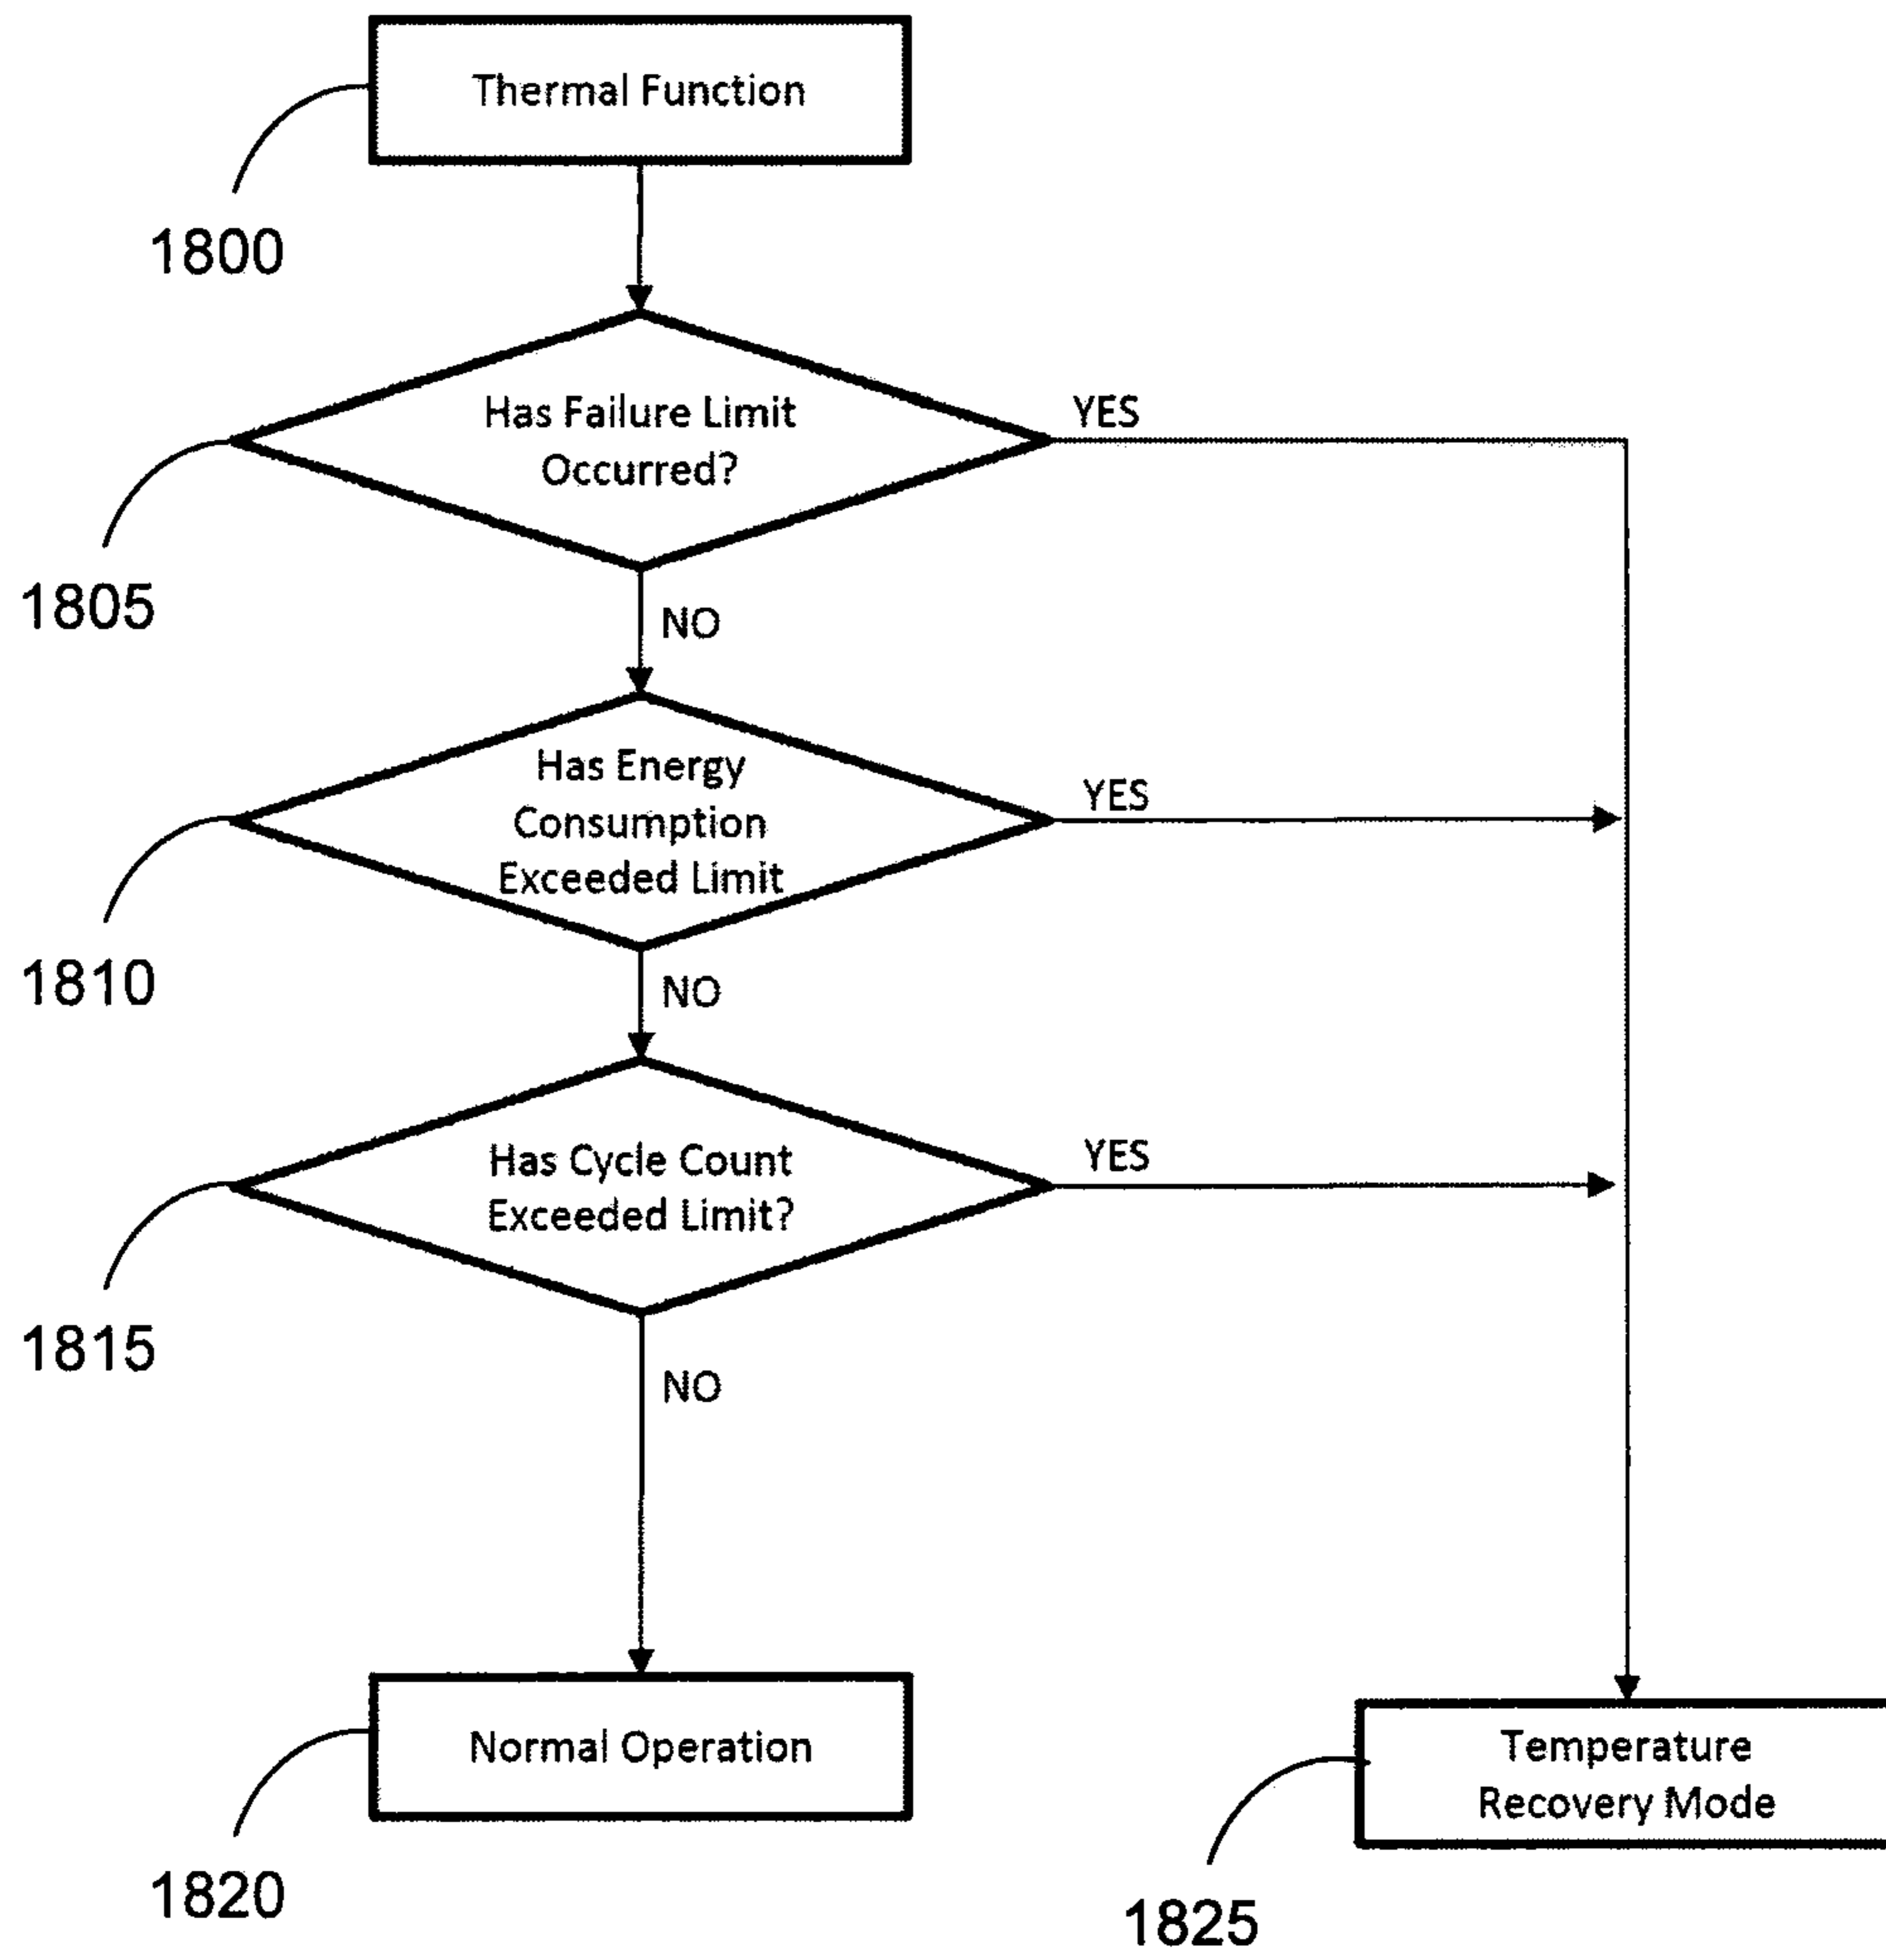 Thermal Function
1800
Has Failure Limit
Occurred?
YES
1805
NO
Has Energy
Consumption
Exceeded Limit
YES
1810
NO
Has Cycle Count
Exceeded Limit?
YES
1815
NO
Normal Operation
1820
Temperature
Recovery Mode
1825